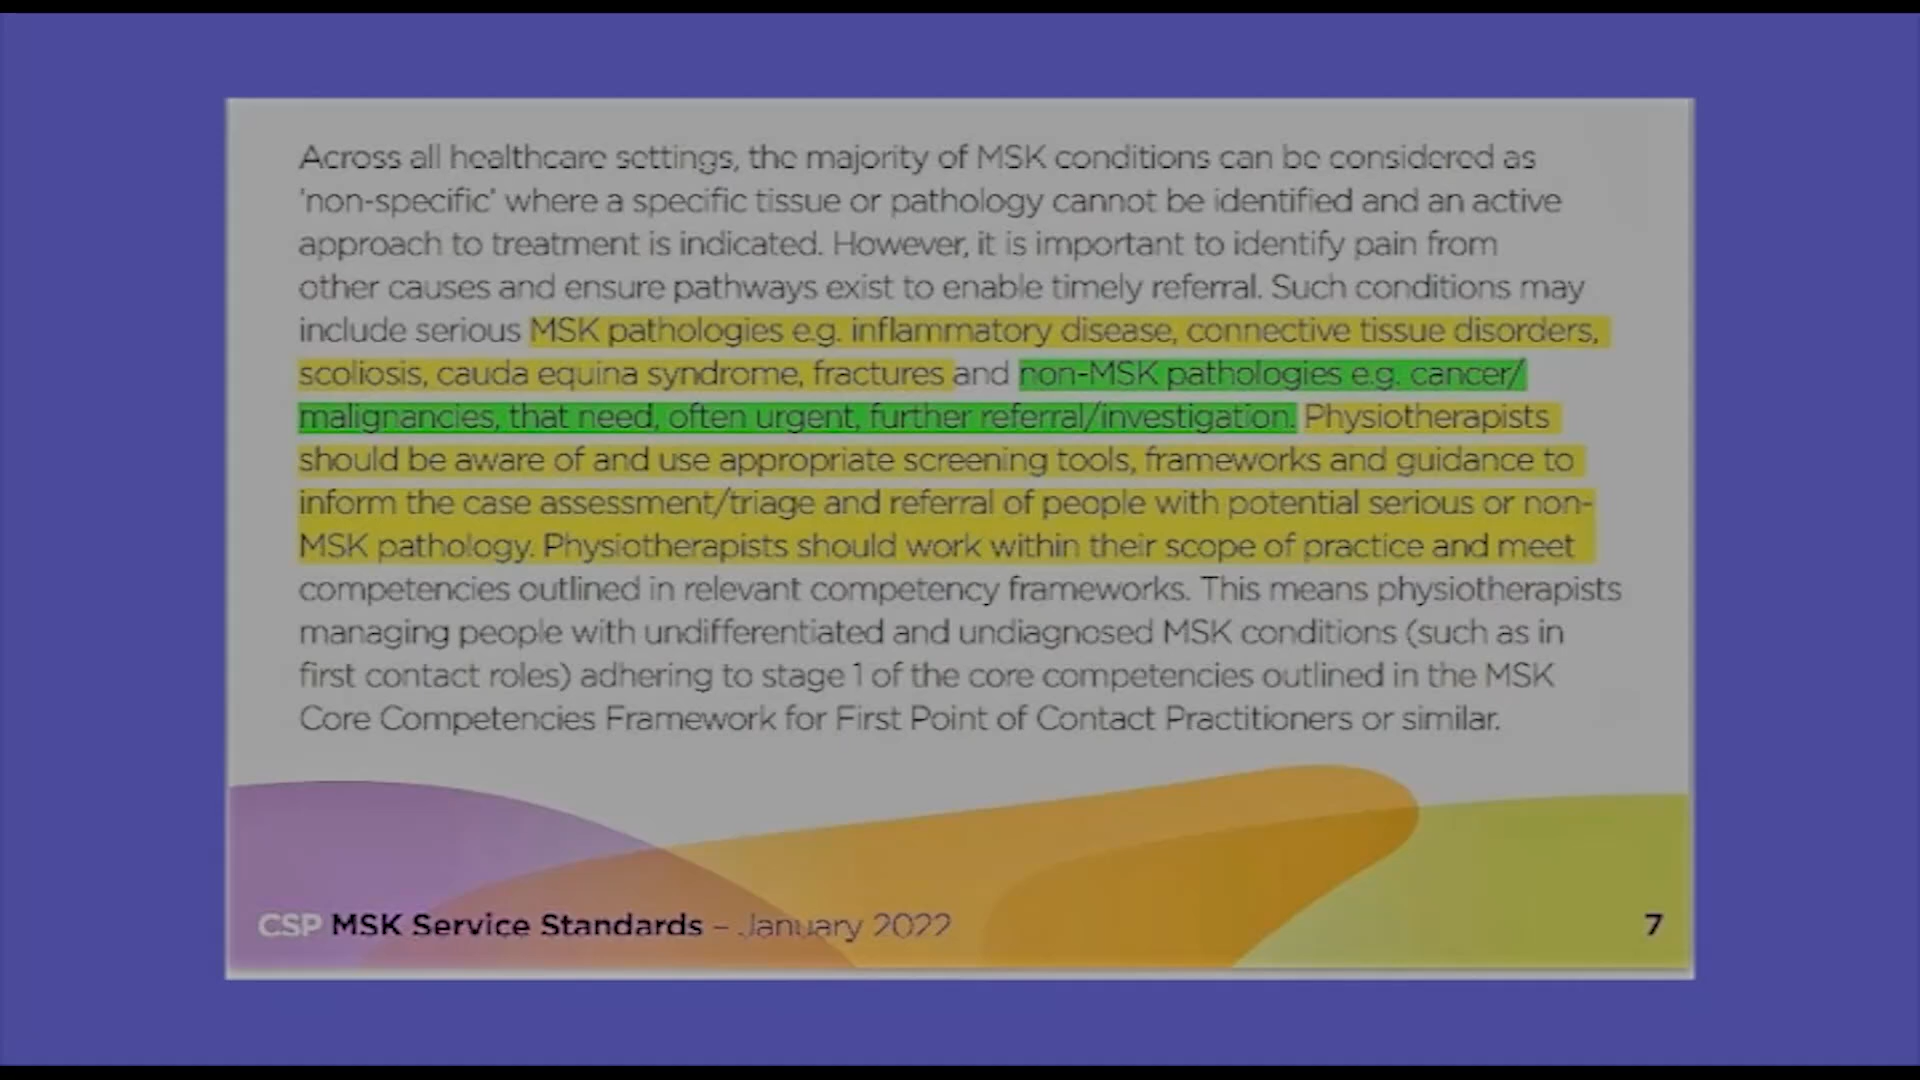 Across all healthcare settings, the majority of MSK conditions can be considered as
'non-specific' where a specific tissue or pathology cannot be identified and an active
approach to treatment is indicated. However, it is important to identify pain from
other causes and ensure pathways exist to enable timely referral. Such conditions may
include serious MSK pathologies e.g. inflammatory disease, connective tissue disorders,
scoliosis, cauda equina syndrome, fractures and non-MSK pathologies e.g. cancer/
malignancies, that need, often urgent, further referral/investigation. Physiotherapists
should be aware of and use appropriate screening tools, frameworks and guidance to
inform the case assessment/triage and referral of people with potential serious or non-
MSK pathology. Physiotherapists should work within their scope of practice and meet
competencies outlined in relevant competency frameworks. This means physiotherapists
managing people with undifferentiated and undiagnosed MSK conditions (such as in
first contact roles) adhering to stage 1 of the core competencies outlined in the MSK
Core Competencies Framework for First Point of Contact Practitioners or similar.
CSP MSK Service Standards – January 2022 7